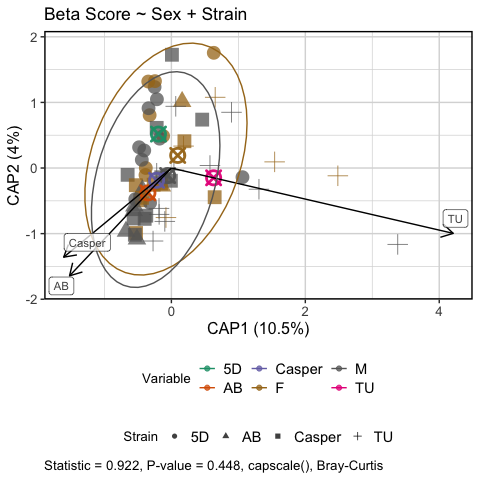 Beta Score ~ Sex + Strain
2
1
0
-1
-2
CAP2 (4%)
TU
Casper
AB
0
2
4
CAP1 (10.5%)
Variable
5D
Casper
M
AB
F
TU
Strain
5D
AB
Casper
TU
Statistic = 0.922, P-value = 0.448, capscale(), Bray-Curtis